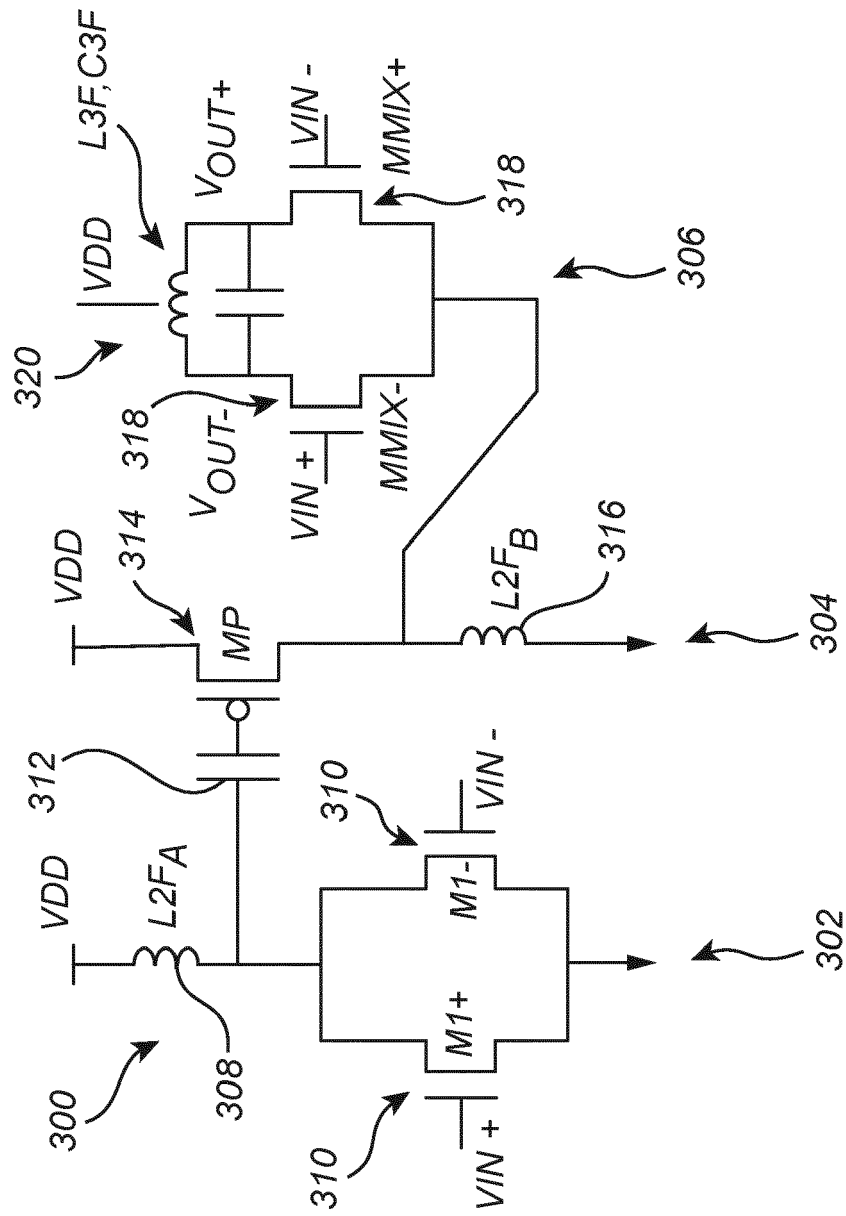 300
VDD
L2FA
308
310
VIN +
M1+
M1-
310
VIN -
302
312
VDD
314
MP
L2FB
316
304
320
VDD
L3F,C3F
VOUT-
VOUT+
318
VIN +
MMIX-
VIN -
MMIX+
318
306